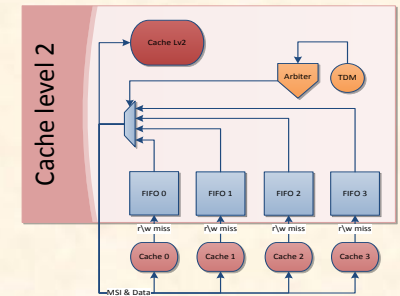 Cache level 2
Cache Lv2
Arbiter
TDM
FIFO 0
FIFO 1
FIFO 2
FIFO 3
r\w miss
r\w miss
r\w miss
r\w miss
Cache 0
Cache 1
Cache 2
Cache 3
MSI & Data